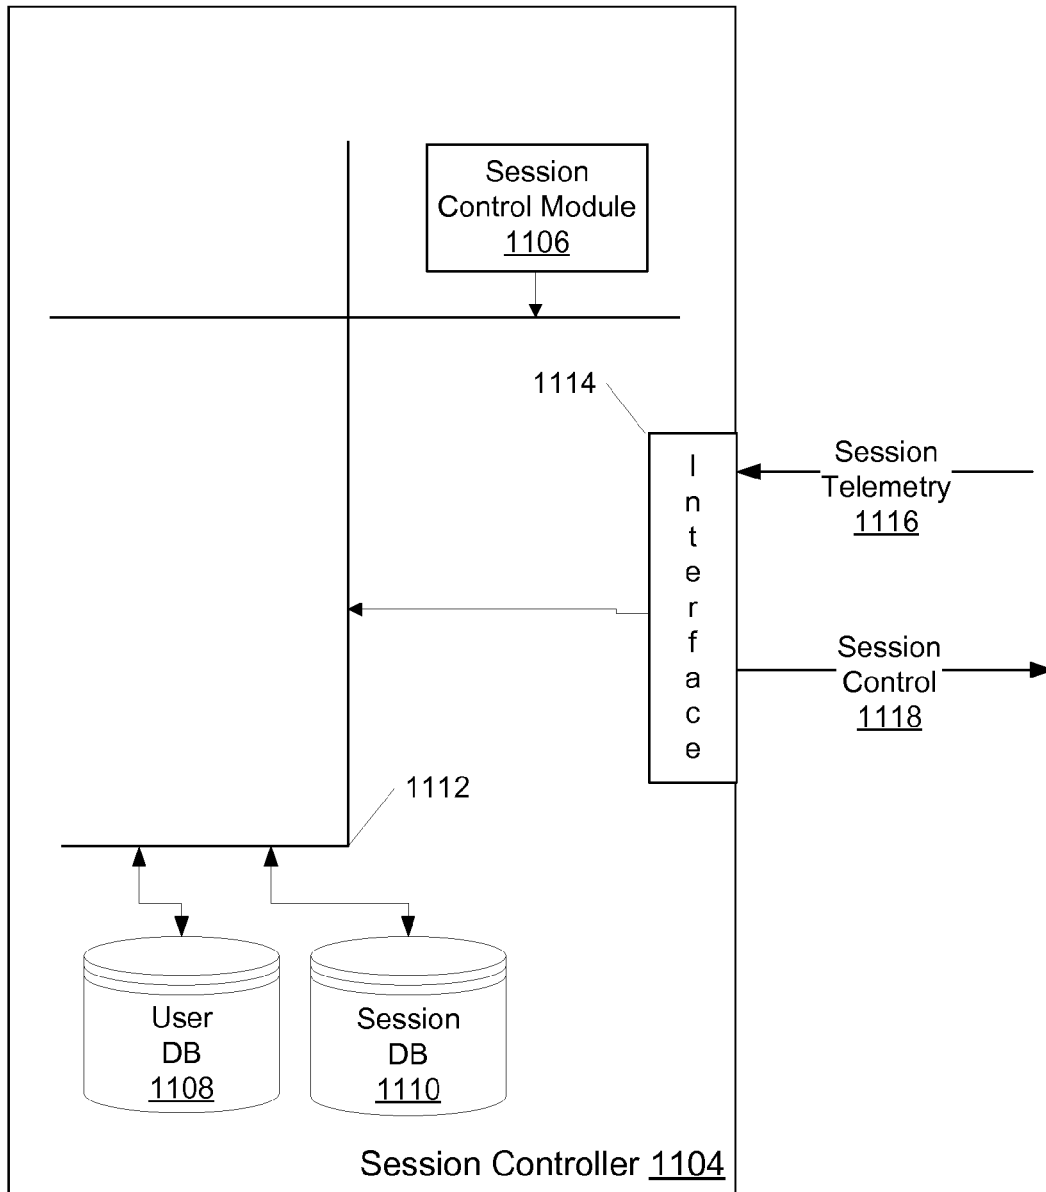 Session
Control Module
1106
1114
Interface
Session
Telemetry
1116
Session
Control
1118
1112
User
DB
1108
Session
DB
1110
Session Controller 1104